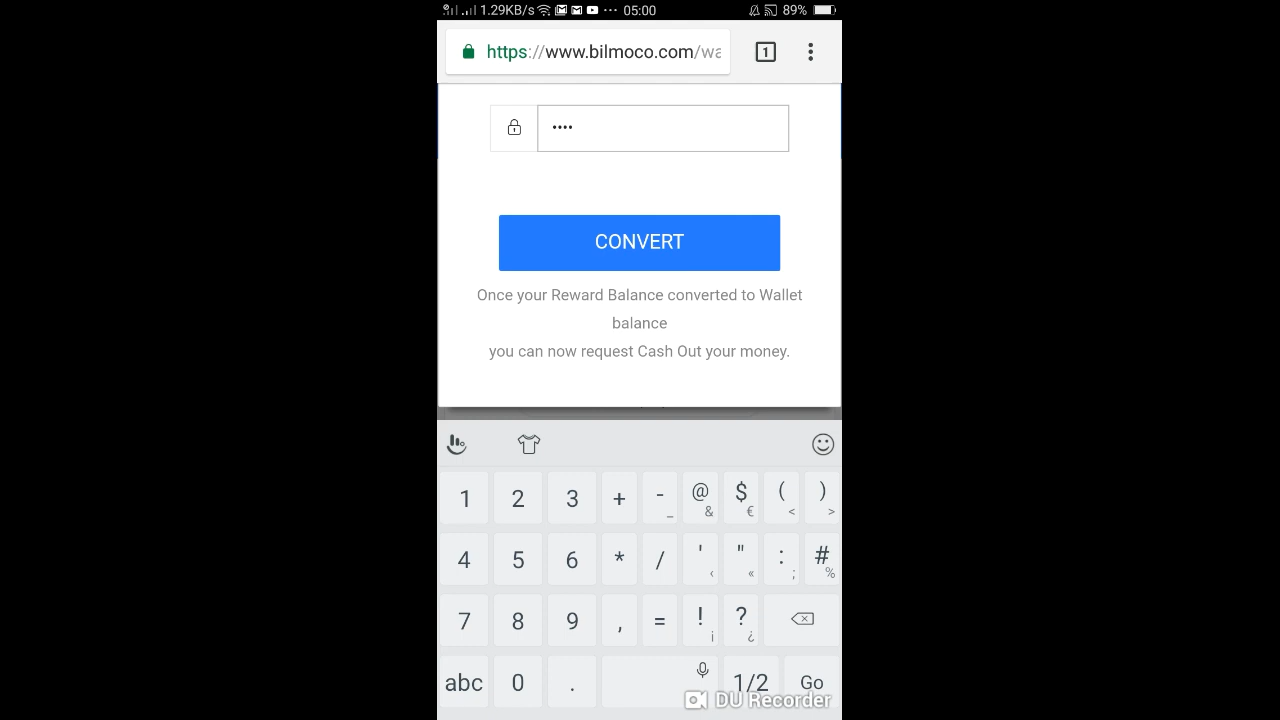 1.29KB/s 05:00 89%
https://www.bilmoco.com/wa
1
••••
CONVERT
Once your Reward Balance converted to Wallet
balance
you can now request Cash Out your money.
1 2 3 + - _ @ & $ € ( < ) >
4 5 6 * / ' ‹ " « : ; # %
7 8 9 , = ! ¡ ? ¿
abc 0 . 1/2 Go
DU Recorder